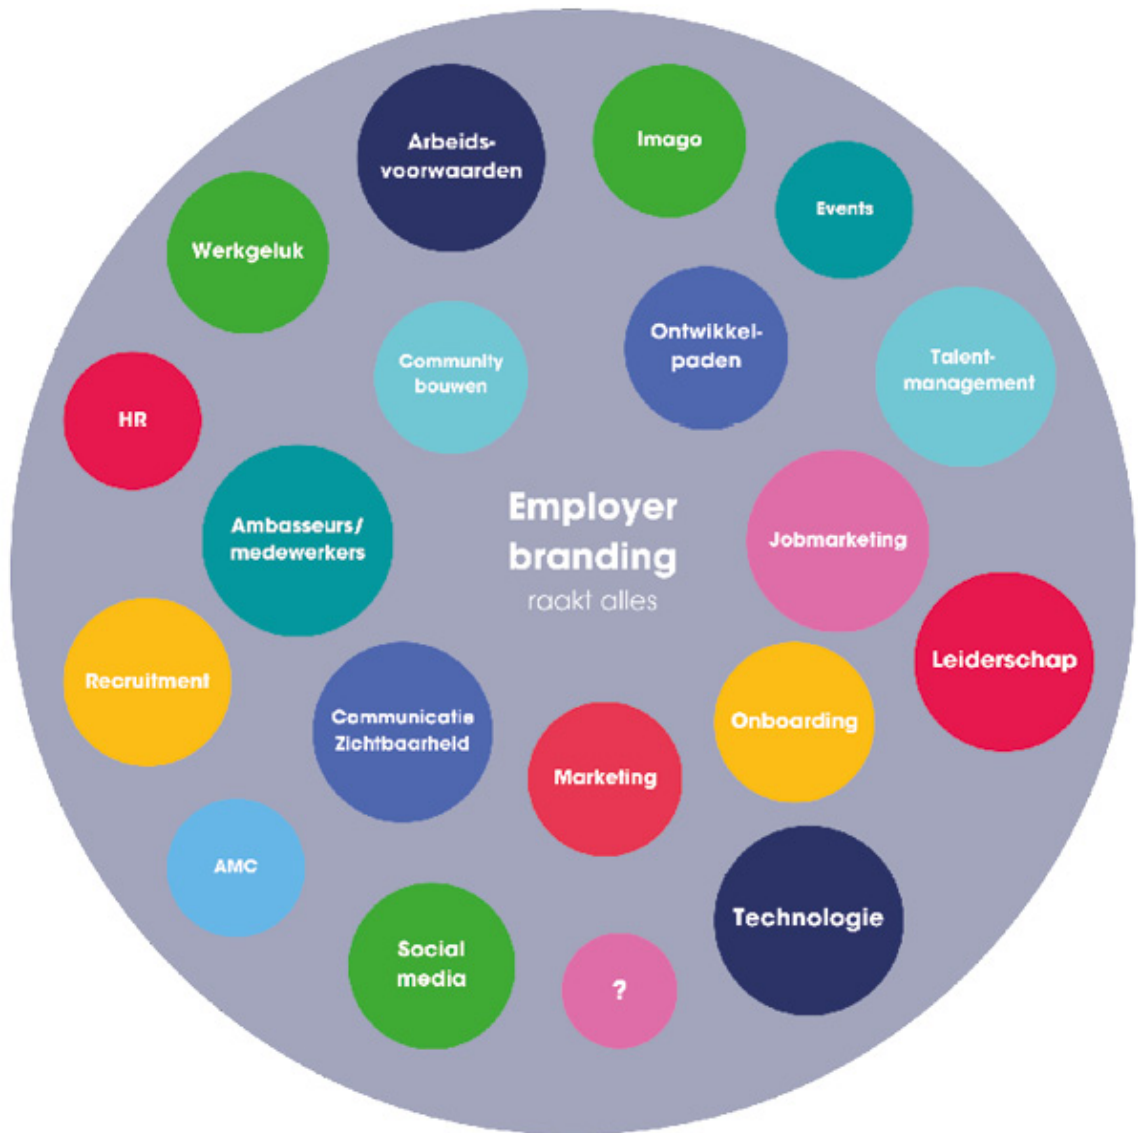 Arbeids-
voorwaarden
Imago
Events
Werkgeluk
Community
bouwen
Ontwikkel-
paden
Talent-
management
HR
Ambasseurs/
medewerkers
Employer
branding
raakt alles
Jobmarketing
Leiderschap
Recruitment
Communicatie
Zichtbaarheid
Marketing
Onboarding
AMC
Social
media
?
Technologie